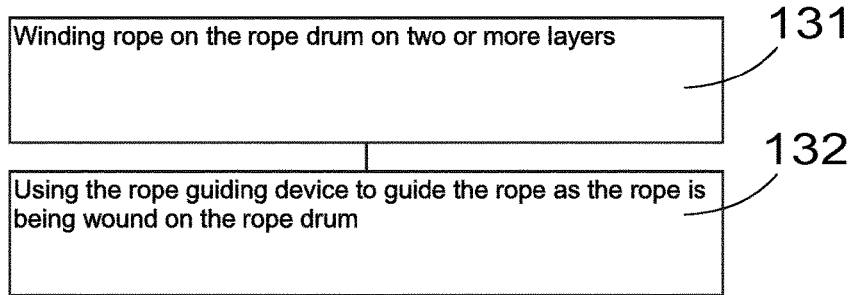 Winding rope on the rope drum on two or more layers
131
Using the rope guiding device to guide the rope as the rope is
being wound on the rope drum
132